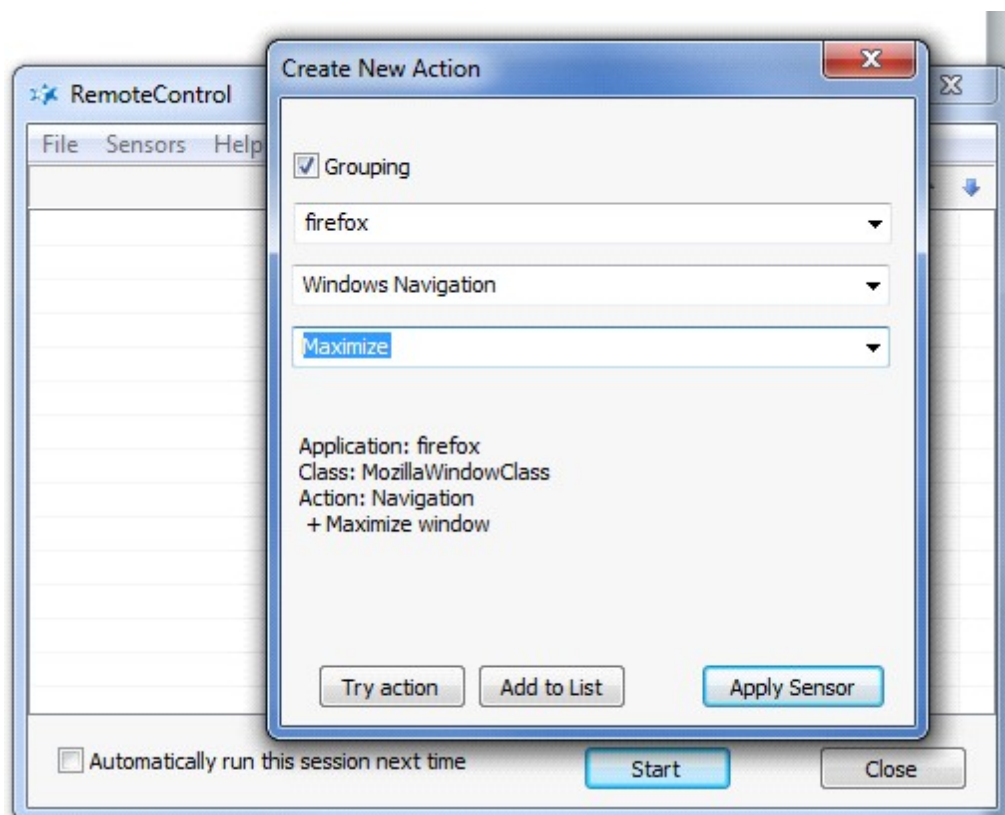 Create New Action
RemoteControl
File Sensors Help
Grouping
firefox
Windows Navigation
Maximize
Application: firefox
Class: MozillaWindowClass
Action: Navigation
+ Maximize window
Try action Add to List Apply Sensor
Automatically run this session next time Start Close